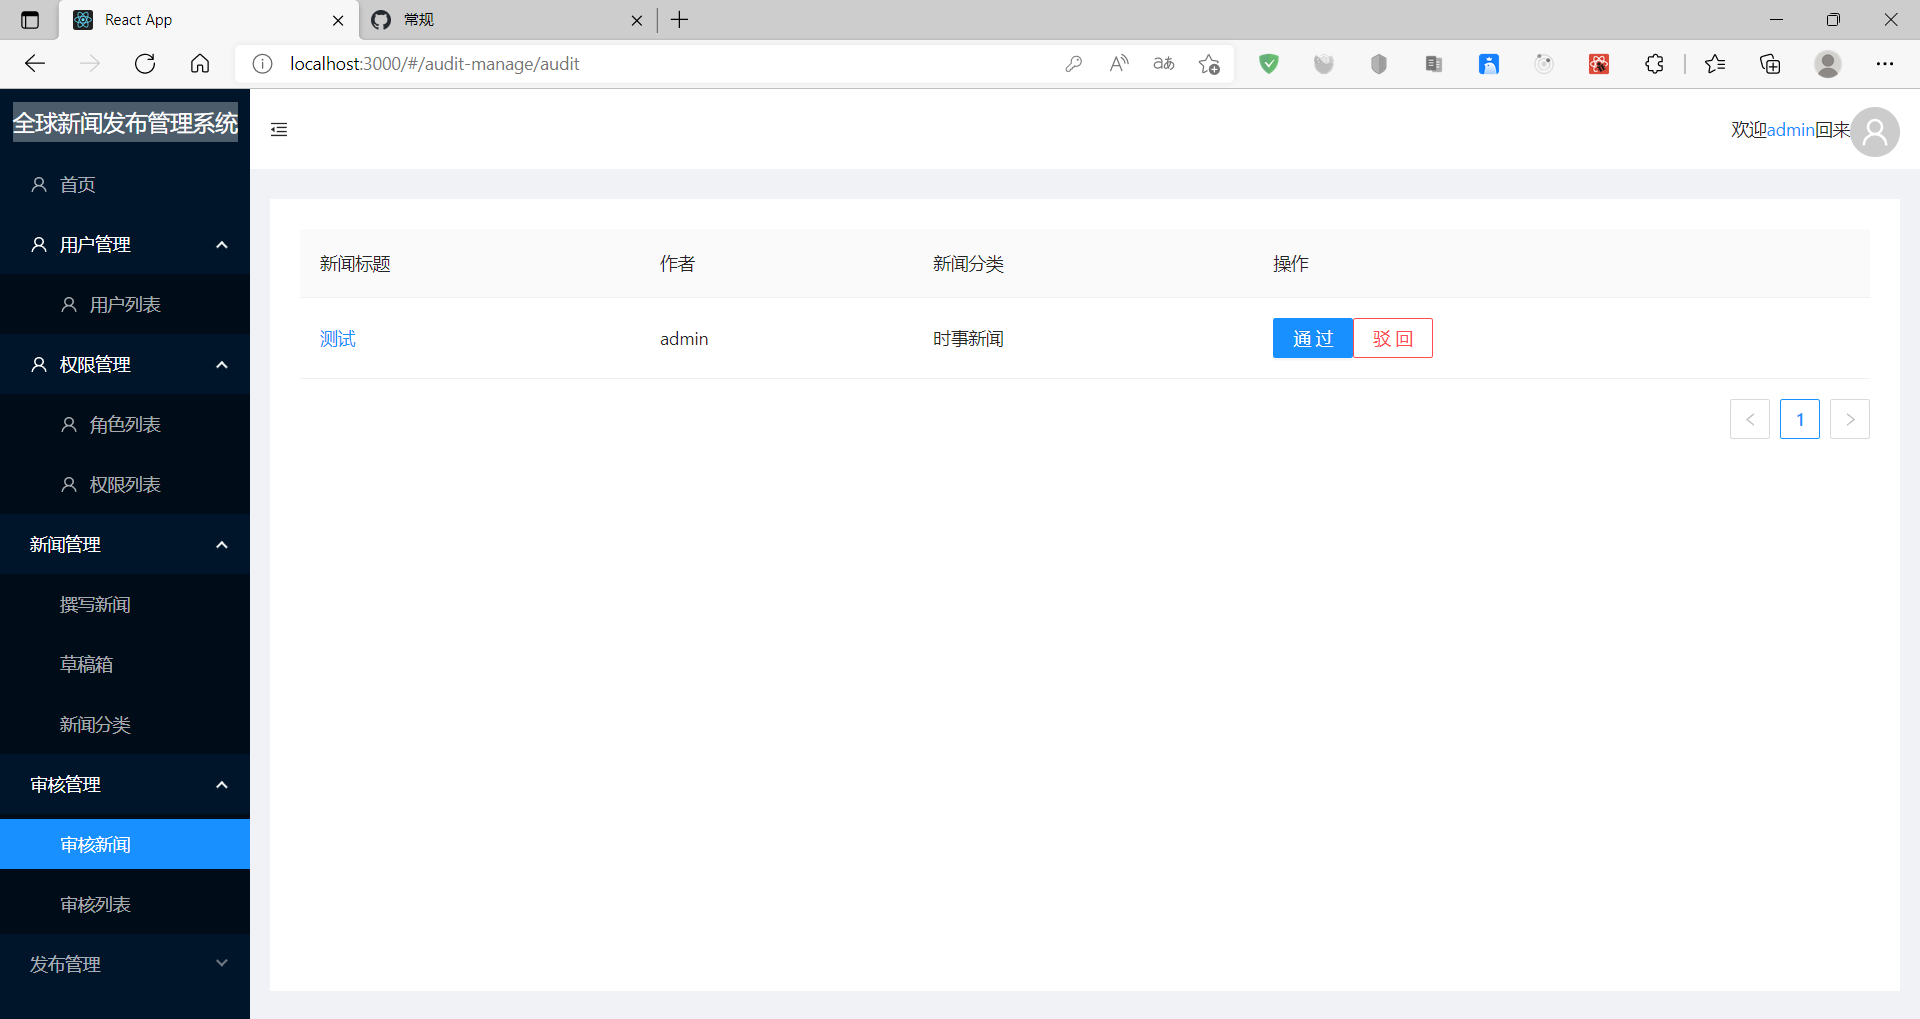 React App
常规
localhost:3000/#/audit-manage/audit
全球新闻发布管理系统
欢迎admin回来
首页
用户管理
用户列表
权限管理
角色列表
权限列表
新闻管理
撰写新闻
草稿箱
新闻分类
审核管理
审核新闻
审核列表
发布管理
新闻标题 作者 新闻分类 操作
测试 admin 时事新闻 通过 驳回
1